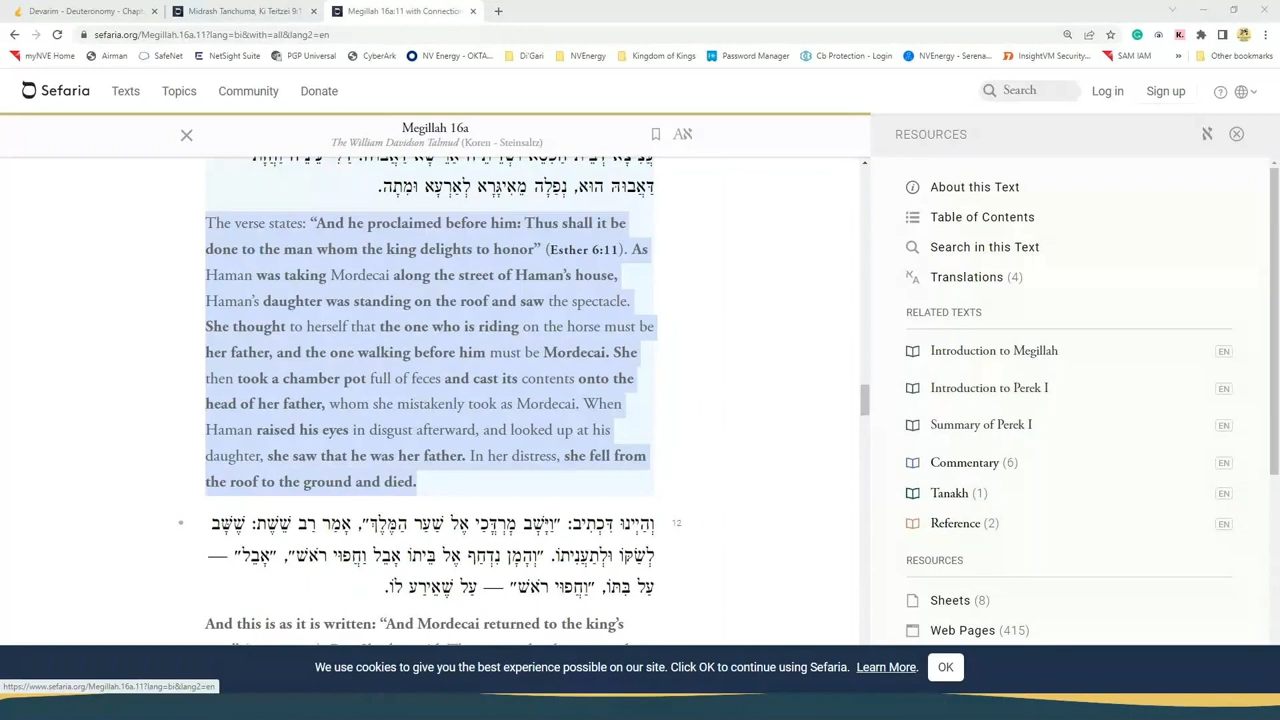 Devarim - Deuteronomy - Chapt
Midrash Tanchuma, Ki Teitzei 9:1
Megillah 16a:11 with Connection
sefaria.org/Megillah.16a.11?lang=bi&with=all&lang2=en
myNVE Home
Airman
SafeNet
NetSuite Suite
PGP Universal
CyberArk
NV Energy - OKTA...
Di'Gari
NVEnergy
Kingdom of Kings
Password Manager
Cb Protection - Login
NVEnergy - Serena...
InsightVM Security...
SAM IAM
»
Other bookmarks
Sefaria
Texts
Topics
Community
Donate
Search
Log in
Sign up
Megillah 16a
The William Davidson Talmud (Koren - Steinsaltz)
דַּאֲבוּהּ הוּא, נְפַלָה מֵאִיגָּרָא לְאַרְעָא וּמִתָה.
The verse states: “And he proclaimed before him: Thus shall it be
done to the man whom the king delights to honor” (Esther 6:11). As
Haman was taking Mordecai along the street of Haman’s house,
Haman’s daughter was standing on the roof and saw the spectacle.
She thought to herself that the one who is riding on the horse must be
her father, and the one walking before him must be Mordecai. She
then took a chamber pot full of feces and cast its contents onto the
head of her father, whom she mistakenly took as Mordecai. When
Haman raised his eyes in disgust afterward, and looked up at his
daughter, she saw that he was her father. In her distress, she fell from
the roof to the ground and died.
12
וְהַיְינוּ דִּכְתִיב: ״וַיָּשׇׁב מׇרְדֳּכַי אֶל שַׁעַר הַמֶּלֶךְ״, אָמַר רַב שֵׁשֶׁת: שֶׁשָּׁב
לְשַׂקּוֹ וּלְתַעֲנִיתוֹ. ״וְהָמָן נִדְחַף אֶל בֵּיתוֹ אָבֵל וַחֲפוּי רֹאשׁ״, ״אָבֵל״ —
עַל בִּתּוֹ, ״וַחֲפוּי רֹאשׁ״ — עַל שֶׁאֵירַע לוֹ.
And this is as it is written: “And Mordecai returned to the king’s
RESOURCES
About this Text
Table of Contents
Search in this Text
Translations (4)
RELATED TEXTS
Introduction to Megillah EN
Introduction to Perek I EN
Summary of Perek I EN
Commentary (6) EN
Tanakh (1) EN
Reference (2) EN
RESOURCES
Sheets (8)
Web Pages (415)
We use cookies to give you the best experience possible on our site. Click OK to continue using Sefaria. Learn More. OK
https://www.sefaria.org/Megillah.16a.11?lang=bi&lang2=en